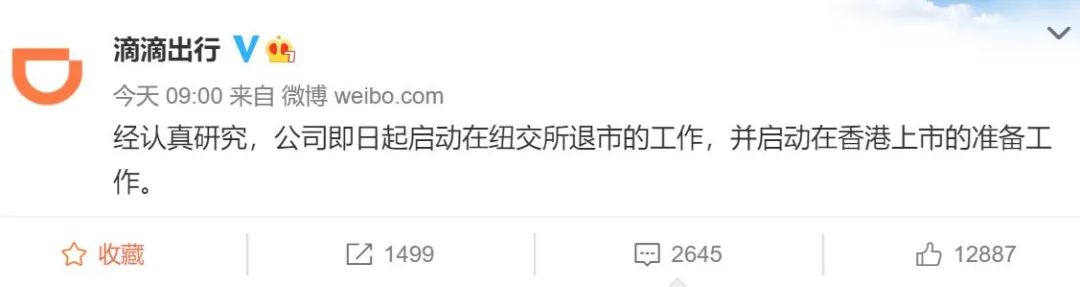 滴滴出行
今天 09:00 来自 微博 weibo.com
经认真研究，公司即日起启动在纽交所退市的工作，并启动在香港上市的准备工
作。
收藏 1499 2645 12887